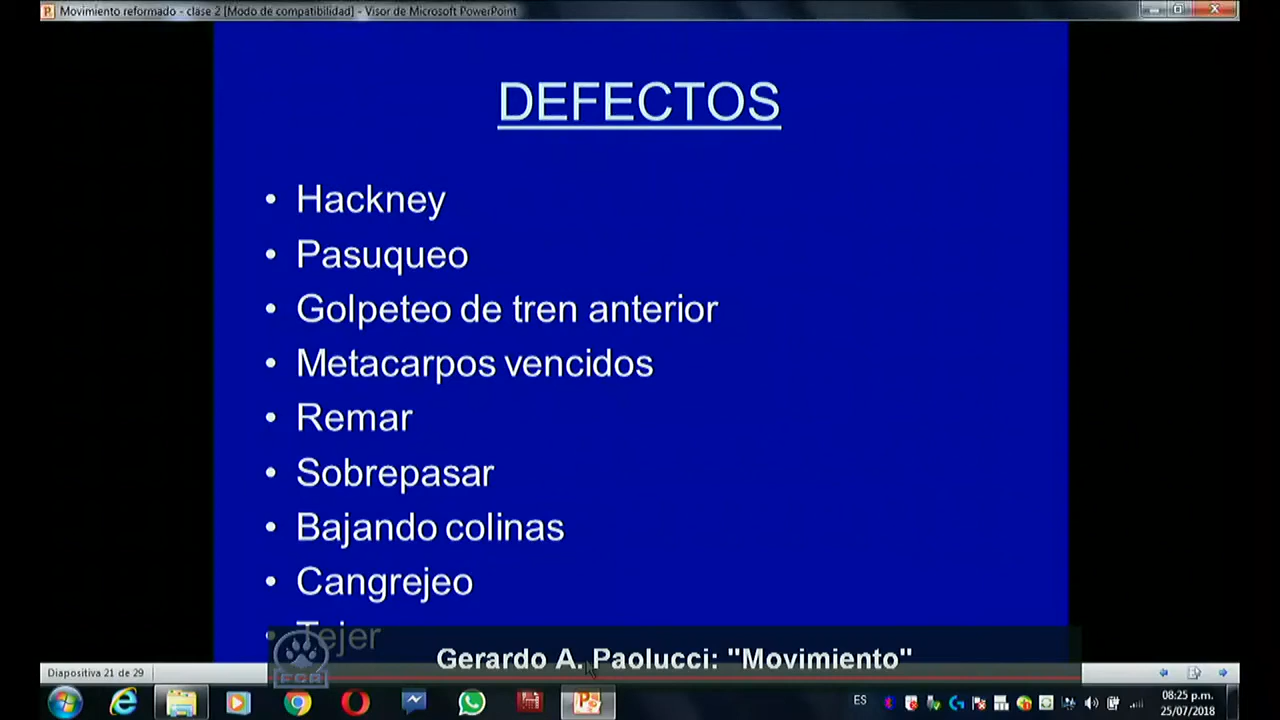 Movimiento reformado - clase 2 [Modo de compatibilidad] - Visor de Microsoft PowerPoint
DEFECTOS
• Hackney
• Pasuqueo
• Golpeteo de tren anterior
• Metacarpos vencidos
• Remar
• Sobrepasar
• Bajando colinas
• Cangrejeo
• Tejer
FCR
Gerardo A. Paolucci: "Movimiento"
Diapositiva 21 de 29
ES
08:25 p.m.
25/07/2018